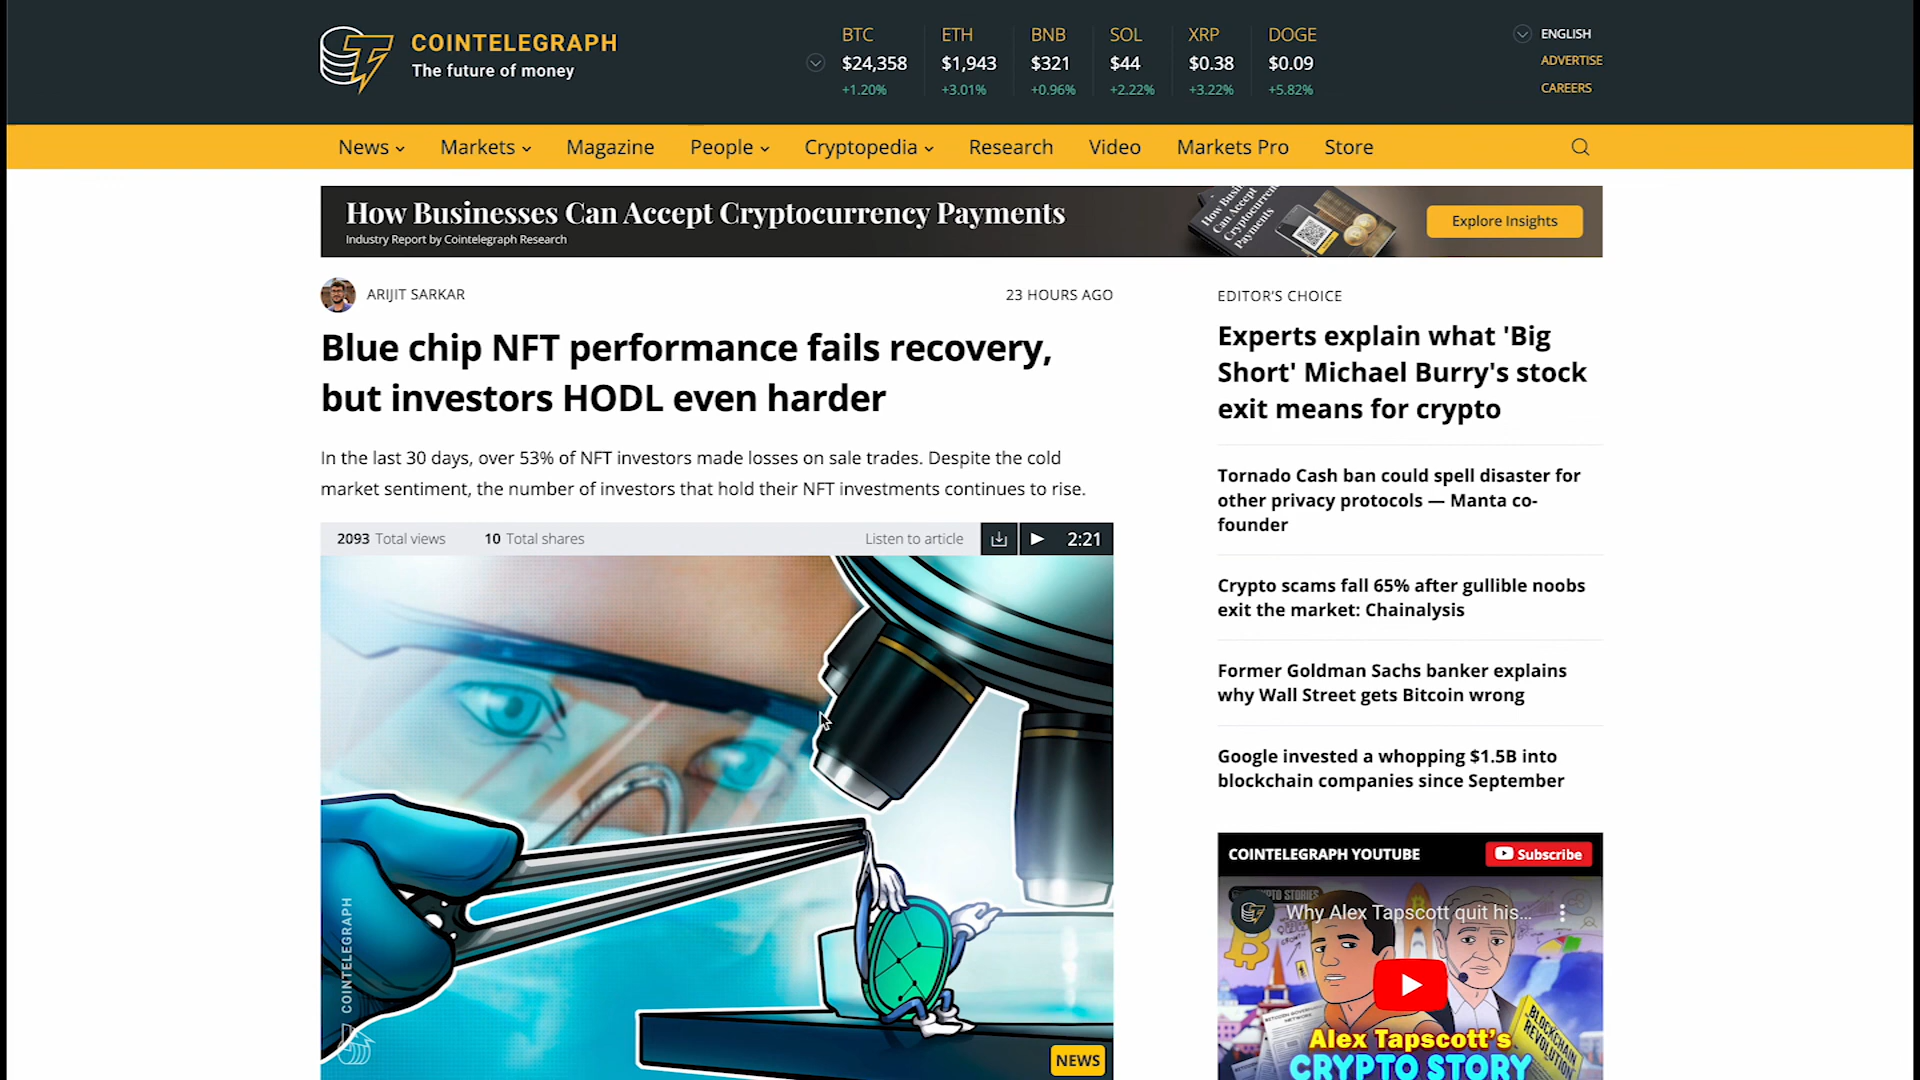 COINTELEGRAPH
The future of money
BTC
$24,358
+1.20%
ETH
$1,943
+3.01%
BNB
$321
+0.96%
SOL
$44
+2.22%
XRP
$0.38
+3.22%
DOGE
$0.09
+5.82%
ENGLISH
ADVERTISE
CAREERS
News
Markets
Magazine
People
Cryptopedia
Research
Video
Markets Pro
Store
How Businesses Can Accept Cryptocurrency Payments
Industry Report by Cointelegraph Research
How Busin
Can Accept
Cryptocurrency
Payments
Explore Insights
ARIJIT SARKAR
23 HOURS AGO
Blue chip NFT performance fails recovery,
but investors HODL even harder
In the last 30 days, over 53% of NFT investors made losses on sale trades. Despite the cold
market sentiment, the number of investors that hold their NFT investments continues to rise.
2093 Total views
10 Total shares
Listen to article
2:21
COINTELEGRAPH
NEWS
EDITOR'S CHOICE
Experts explain what 'Big
Short' Michael Burry's stock
exit means for crypto
Tornado Cash ban could spell disaster for
other privacy protocols — Manta co-
founder
Crypto scams fall 65% after gullible noobs
exit the market: Chainalysis
Former Goldman Sachs banker explains
why Wall Street gets Bitcoin wrong
Google invested a whopping $1.5B into
blockchain companies since September
COINTELEGRAPH YOUTUBE
Subscribe
Why Alex Tapscott quit his...
BLOCKCHAIN
REVOLUTION
Alex Tapscott's
CRYPTO STORY